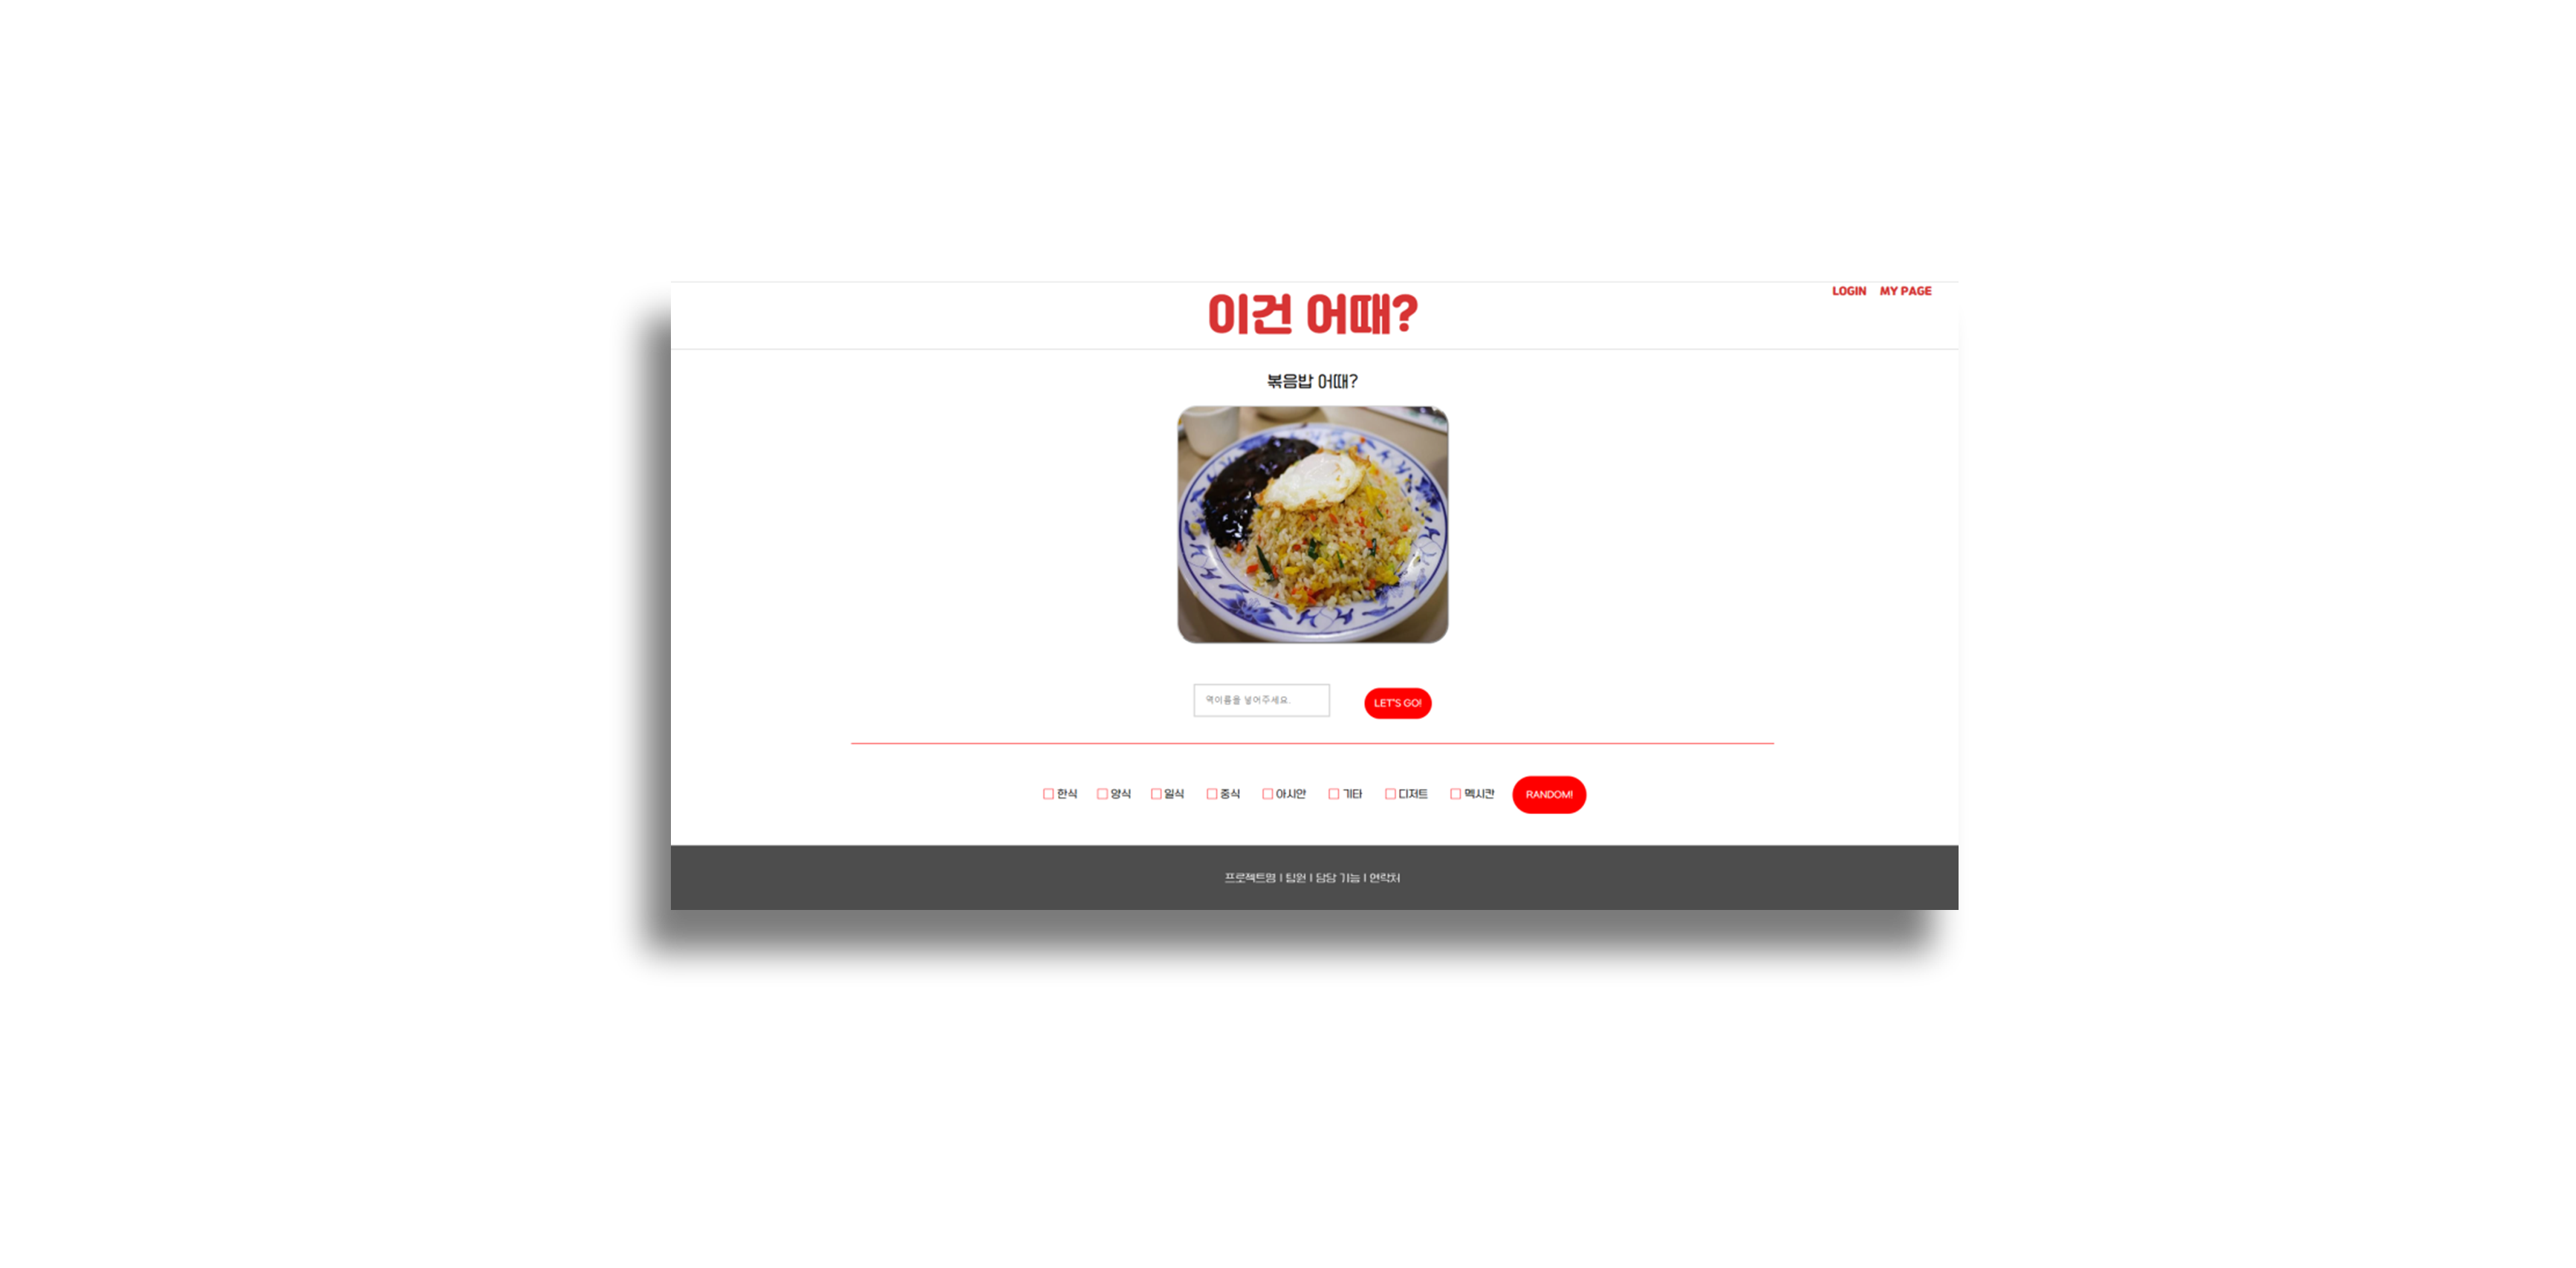 LOGIN MY PAGE
이건 어때?
볶음밥 어때?
역이름을 넣어주세요.
LET'S GO!
한식 양식 일식 중식 아시안 기타 디저트 멕시칸 RANDOM!
프로젝트명 | 팀원 | 담당 기능 | 연락처